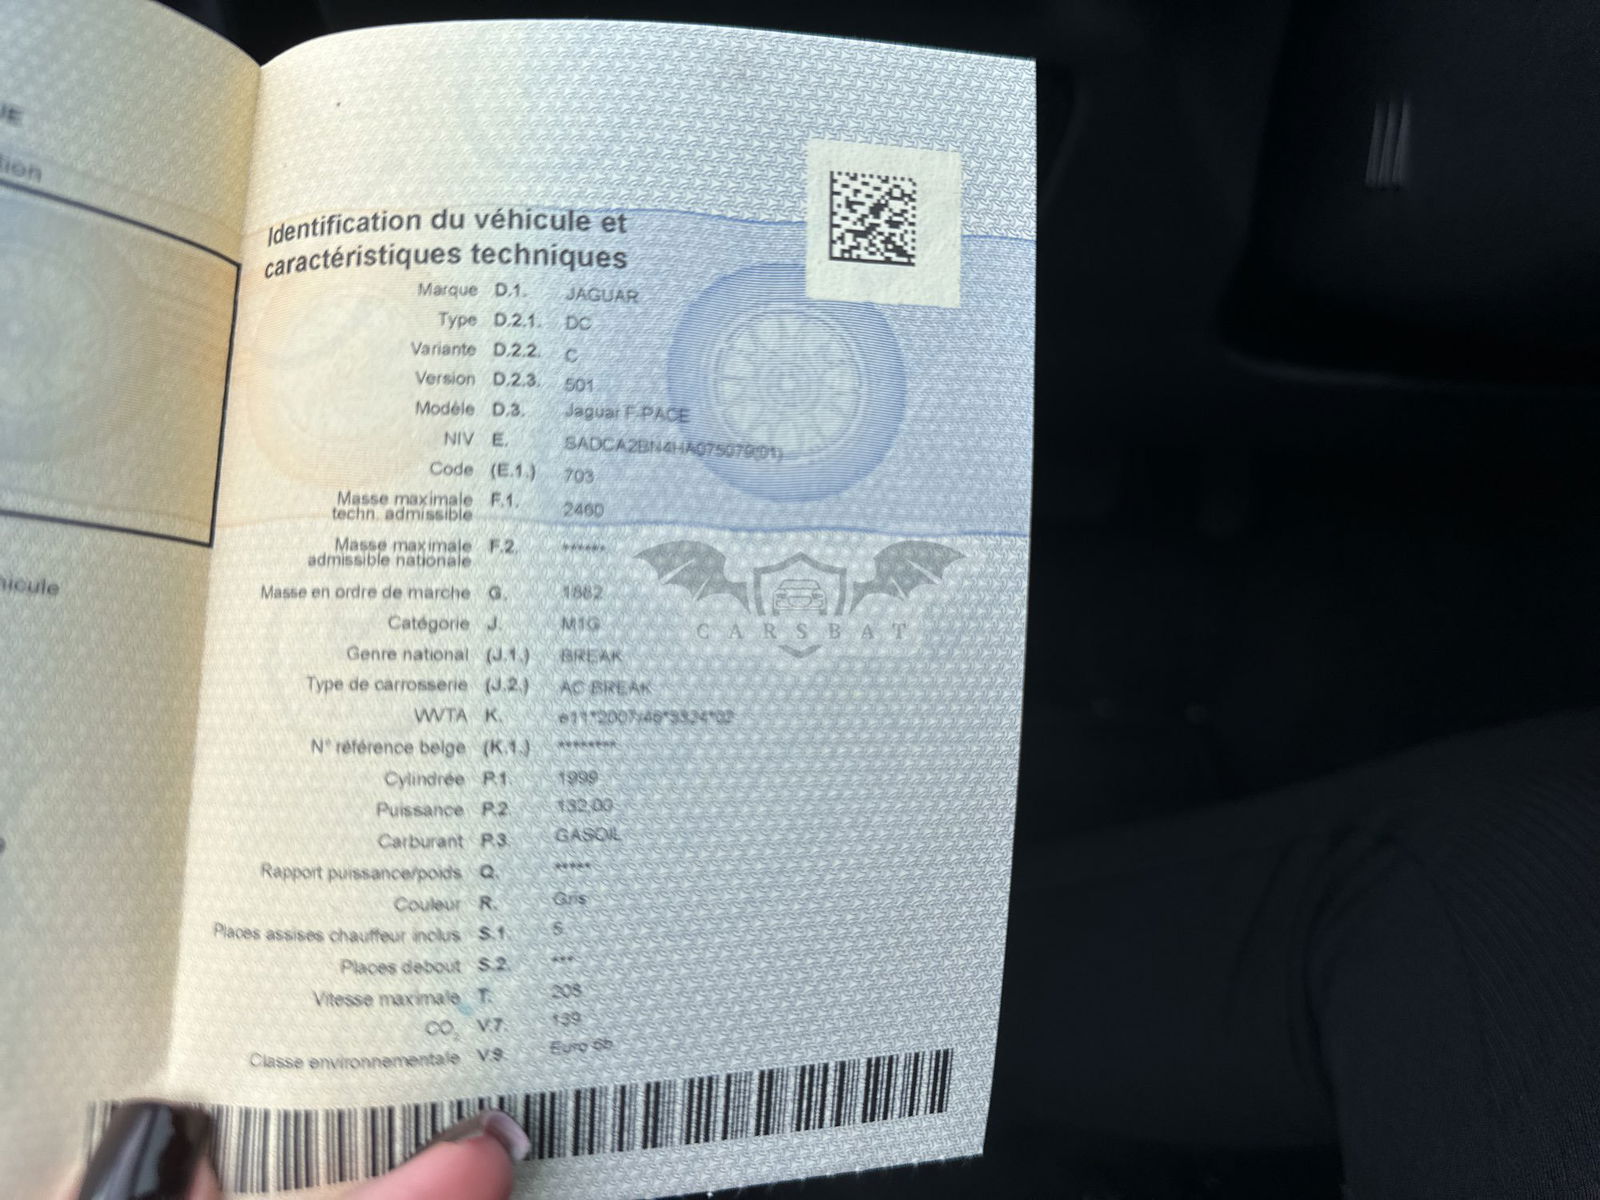 tion
hicule
Identification du véhicule et
caractéristiques techniques
Marque D.1. JAGUAR
Type D.2.1. DC
Variante D.2.2. C
Version D.2.3. 501
Modèle D.3. Jaguar F-PACE
NIV E. SADCA2BN4HA075079(01)
Code (E.1.) 703
Masse maximale
techn. admissible F.1. 2460
Masse maximale
admissible nationale F.2. ******
Masse en ordre de marche G. 1882
Catégorie J. M1G
Genre national (J.1.) BREAK
Type de carrosserie (J.2.) AC BREAK
WVTA K. e11*2007/46*3324*02
N° référence belge (K.1.) ********
Cylindrée P.1. 1999
Puissance P.2. 132,00
Carburant P.3. GASOIL
Rapport puissance/poids Q. *****
Couleur R. Gris
Places assises chauffeur inclus S.1. 5
Places debout S.2. ***
Vitesse maximale T. 208
CO2 V.7. 139
Classe environnementale V.9. Euro 6b
CARSBAT